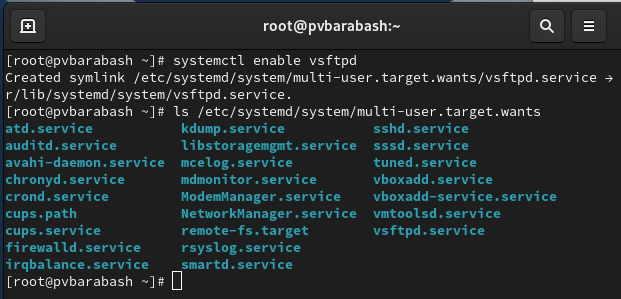 root@pvbarabash:~
[root@pvbarabash ~]# systemctl enable vsftpd
Created symlink /etc/systemd/system/multi-user.target.wants/vsftpd.service →
r/lib/systemd/system/vsftpd.service.
[root@pvbarabash ~]# ls /etc/systemd/system/multi-user.target.wants
atd.service kdump.service sshd.service
auditd.service libstoragemgmt.service sssd.service
avahi-daemon.service mcelog.service tuned.service
chronyd.service mdmonitor.service vboxadd.service
crond.service ModemManager.service vboxadd-service.service
cups.path NetworkManager.service vmtoolsd.service
cups.service remote-fs.target vsftpd.service
firewalld.service rsyslog.service
irqbalance.service smartd.service
[root@pvbarabash ~]#